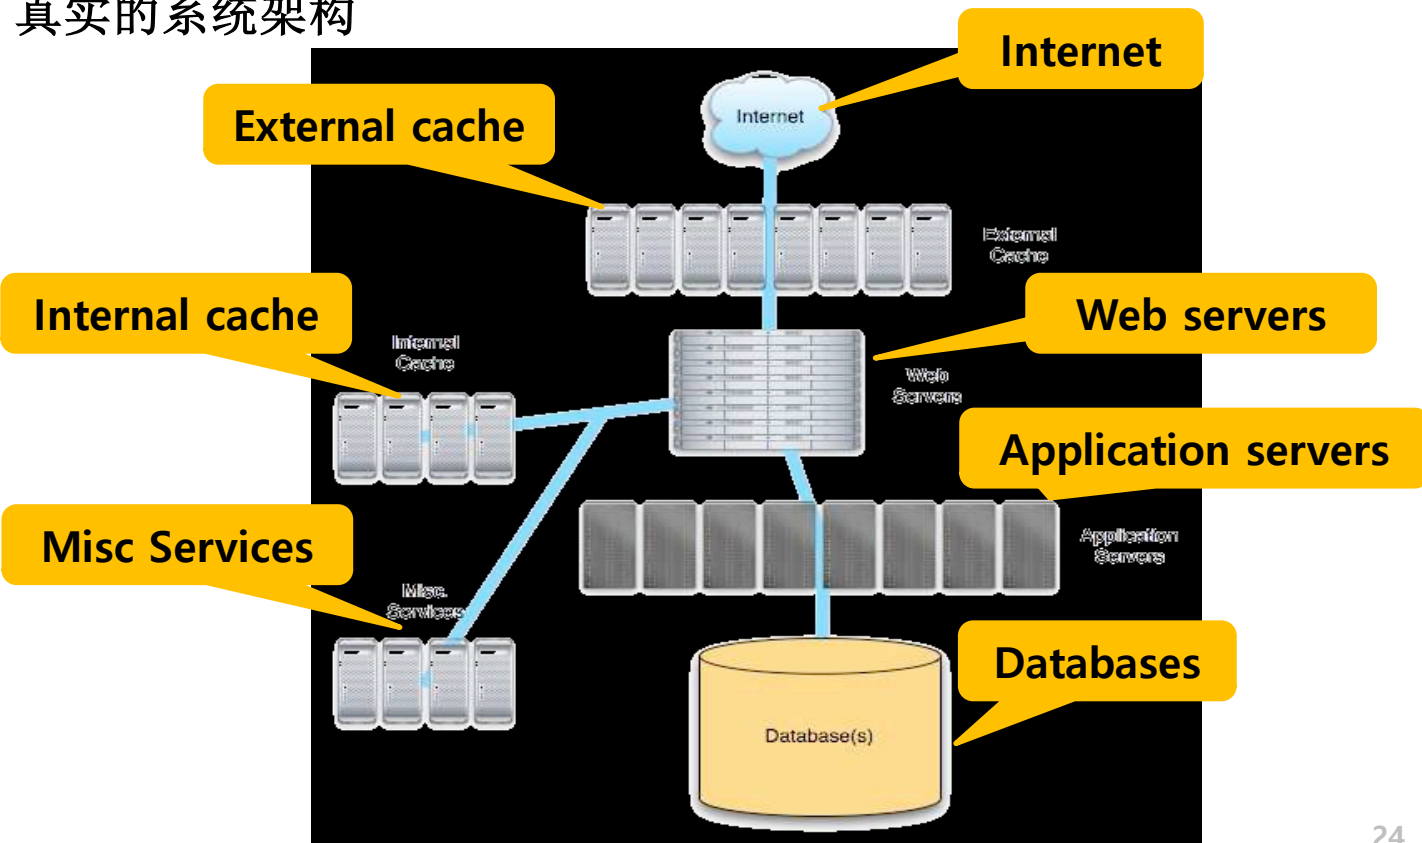 真实的系统架构
Internet
External cache
Internet
External
Cache
Internal cache
Web servers
Internal
Cache
Web
Servers
Application servers
Misc Services
Application
Servers
Misc.
Services
Databases
Database(s)
24